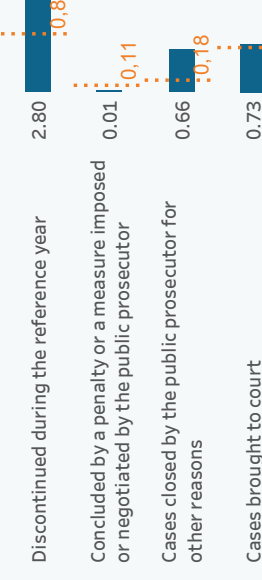 0,8
0,11
0,18
2.80
0.01
0.66
0.73
Discontinued during the reference year
Concluded by a penalty or a measure imposed
or negotiated by the public prosecutor
Cases closed by the public prosecutor for
other reasons
Cases brought to court